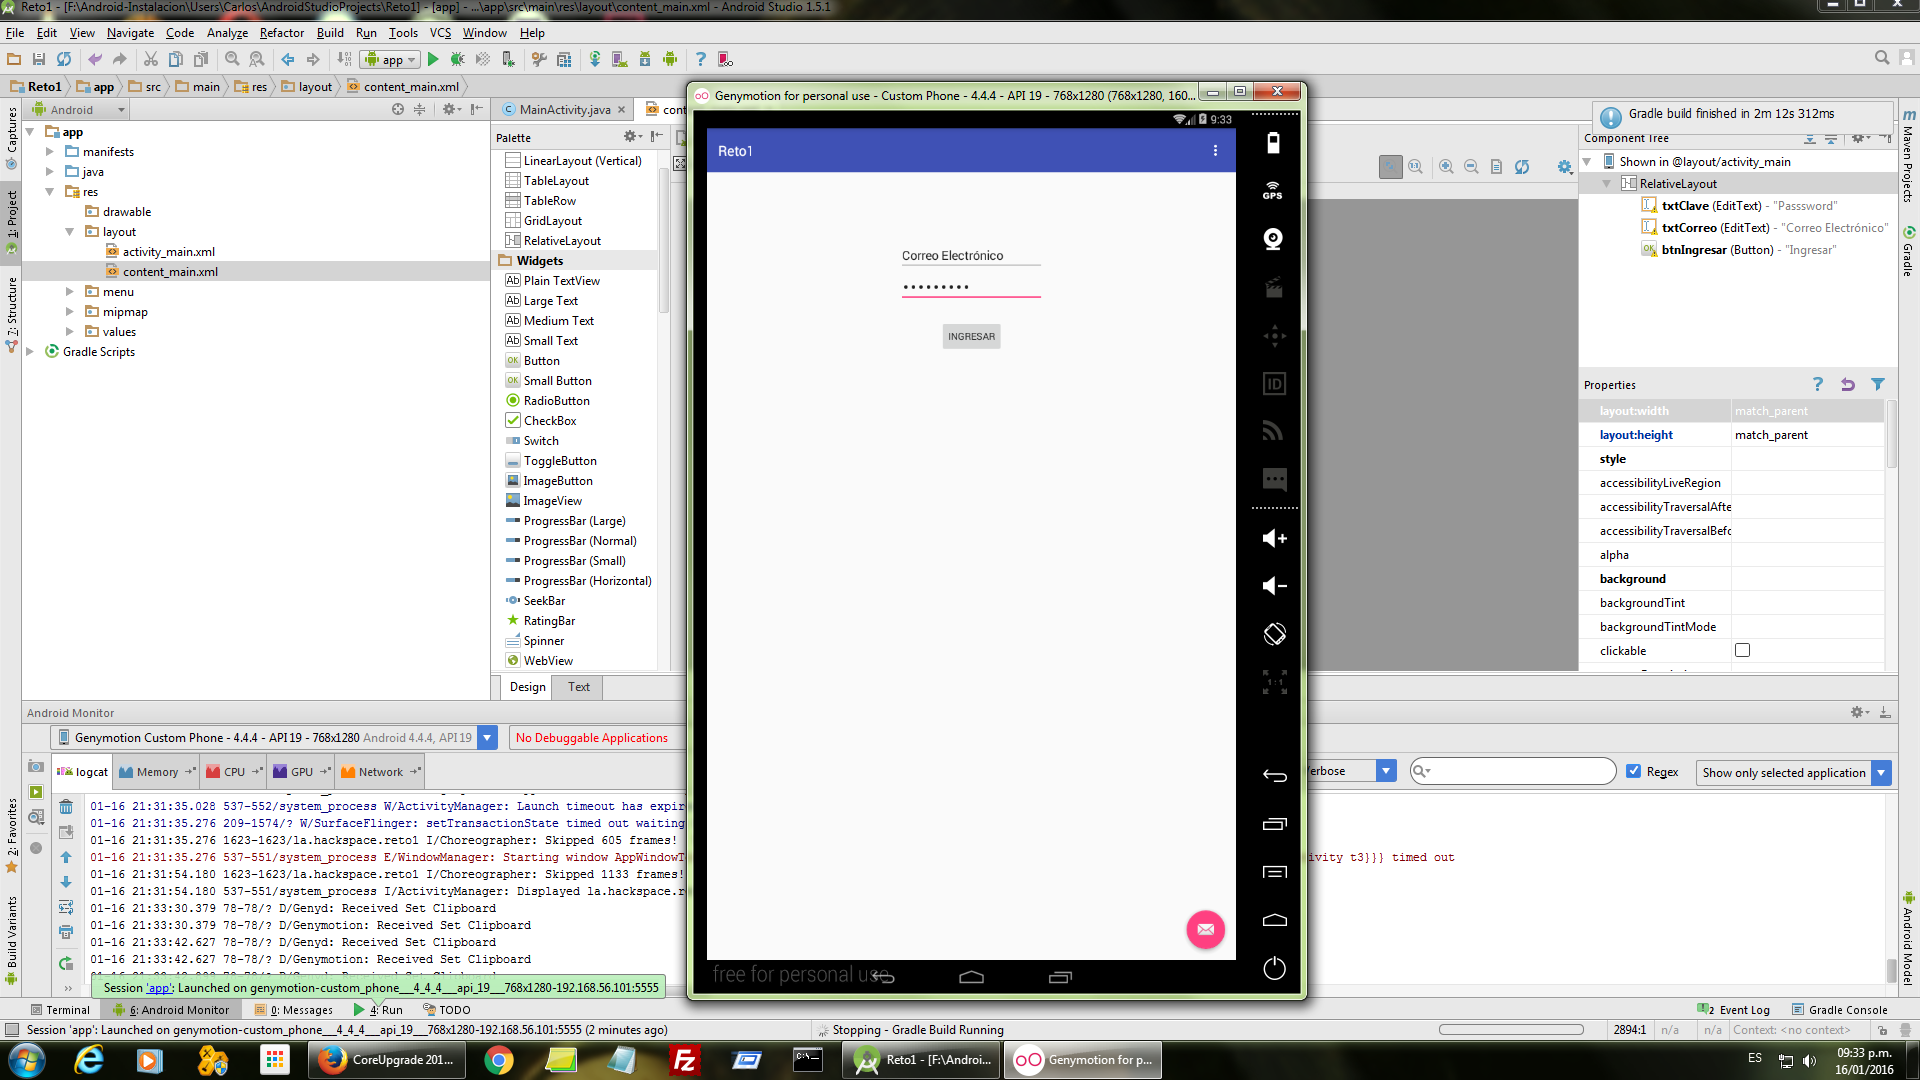 Reto1 - [F:\Android-Instalacion\Users\Carlos\AndroidStudioProjects\Reto1] - [app] - ...\app\src\main\res\layout\content_main.xml - Android Studio 1.5.1
File Edit View Navigate Code Analyze Refactor Build Run Tools VCS Window Help
app
Reto1 app src main res layout content_main.xml
Captures
1: Project
7: Structure
2: Favorites
Build Variants
Android
app
manifests
java
res
drawable
layout
activity_main.xml
content_main.xml
menu
mipmap
values
Gradle Scripts
MainActivity.java
Palette
LinearLayout (Vertical)
TableLayout
TableRow
GridLayout
RelativeLayout
Widgets
Plain TextView
Large Text
Medium Text
Small Text
Button
Small Button
RadioButton
CheckBox
Switch
ToggleButton
ImageButton
ImageView
ProgressBar (Large)
ProgressBar (Normal)
ProgressBar (Small)
ProgressBar (Horizontal)
SeekBar
RatingBar
Spinner
WebView
Design Text
Genymotion for personal use - Custom Phone - 4.4.4 - API 19 - 768x1280 (768x1280, 160...
9:33
Reto1
Correo Electrónico
•••••••••
INGRESAR
free for personal use
GPS
ID
1:1
Gradle build finished in 2m 12s 312ms
Component Tree
Shown in @layout/activity_main
RelativeLayout
txtClave (EditText) - "Passsword"
txtCorreo (EditText) - "Correo Electrónico"
btnIngresar (Button) - "Ingresar"
Properties
layout:width match_parent
layout:height match_parent
style
accessibilityLiveRegion
accessibilityTraversalAfte
accessibilityTraversalBefo
alpha
background
backgroundTint
backgroundTintMode
clickable
Maven Projects
Gradle
Android Model
Android Monitor
Genymotion Custom Phone - 4.4.4 - API 19 - 768x1280 Android 4.4.4, API 19
No Debuggable Applications
logcat Memory CPU GPU Network
erbose Regex Show only selected application
01-16 21:31:35.028 537-552/system_process W/ActivityManager: Launch timeout has expir
01-16 21:31:35.276 209-1574/? W/SurfaceFlinger: setTransactionState timed out waiting
01-16 21:31:35.276 1623-1623/la.hackspace.reto1 I/Choreographer: Skipped 605 frames!
01-16 21:31:35.276 537-551/system_process E/WindowManager: Starting window AppWindowT ivity t3}}} timed out
01-16 21:31:54.180 1623-1623/la.hackspace.reto1 I/Choreographer: Skipped 1133 frames!
01-16 21:31:54.180 537-551/system_process I/ActivityManager: Displayed la.hackspace.re
01-16 21:33:30.379 78-78/? D/Genyd: Received Set Clipboard
01-16 21:33:30.379 78-78/? D/Genymotion: Received Set Clipboard
01-16 21:33:42.627 78-78/? D/Genyd: Received Set Clipboard
01-16 21:33:42.627 78-78/? D/Genymotion: Received Set Clipboard
Session 'app': Launched on genymotion-custom_phone__4_4_4___api_19___768x1280-192.168.56.101:5555
Terminal 6: Android Monitor 0: Messages 4: Run TODO 2 Event Log Gradle Console
Session 'app': Launched on genymotion-custom_phone__4_4_4___api_19___768x1280-192.168.56.101:5555 (2 minutes ago) Stopping - Gradle Build Running 2894:1 n/a n/a Context: <no context>
CoreUpgrade 201... Reto1 - [F:\Androi... Genymotion for p... ES 09:33 p.m.
16/01/2016